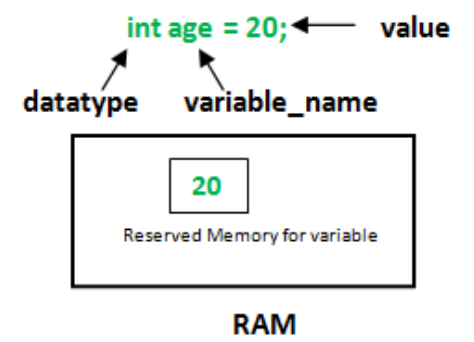 int age = 20; value
datatype variable_name
20
Reserved Memory for variable
RAM